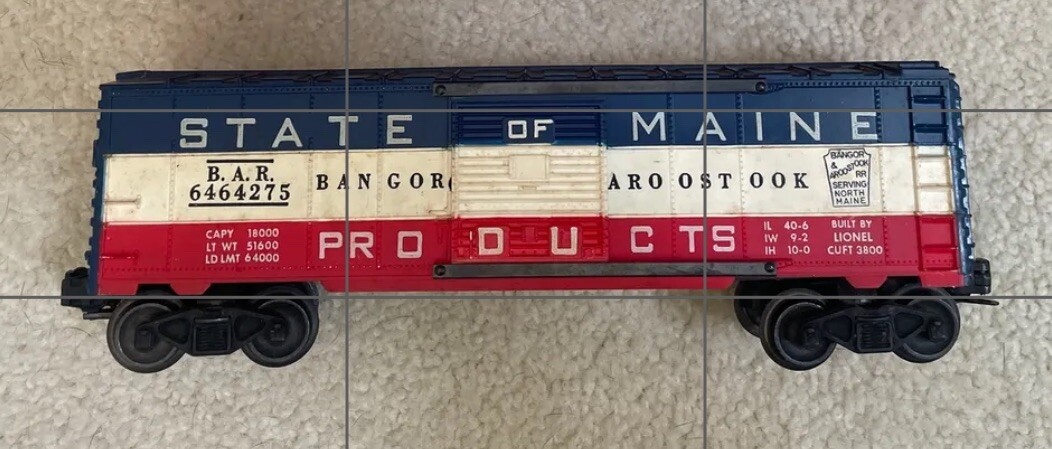 STATE OF MAINE
B. A. R.
6464275
BANGOR AROOSTOOK
BANGOR
&
AROOSTOOK
RR
SERVING
NORTH
MAINE
CAPY 18000
LT WT 51600
LD LMT 64000
PRODUCTS
IL 40-6
IW 9-2
IH 10-0
BUILT BY
LIONEL
CUFT 3800